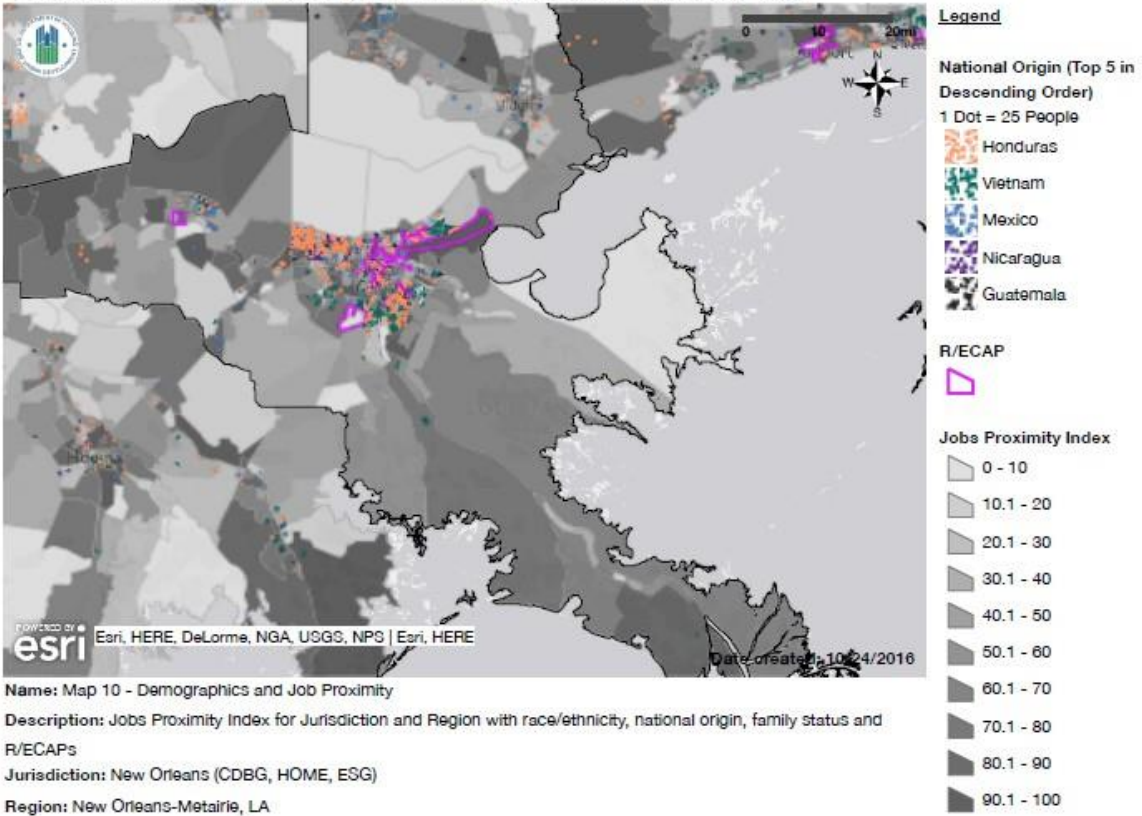 0 10 20mi
N
W E
S
POWERED BY
esri
Esri, HERE, DeLorme, NGA, USGS, NPS | Esri, HERE
Date created: 10/24/2016
Name: Map 10 - Demographics and Job Proximity
Description: Jobs Proximity Index for Jurisdiction and Region with race/ethnicity, national origin, family status and
R/ECAPs
Jurisdiction: New Orleans (CDBG, HOME, ESG)
Region: New Orleans-Metairie, LA
Legend
National Origin (Top 5 in
Descending Order)
1 Dot = 25 People
Honduras
Vietnam
Mexico
Nicaragua
Guatemala
R/ECAP
Jobs Proximity Index
0 - 10
10.1 - 20
20.1 - 30
30.1 - 40
40.1 - 50
50.1 - 60
60.1 - 70
70.1 - 80
80.1 - 90
90.1 - 100